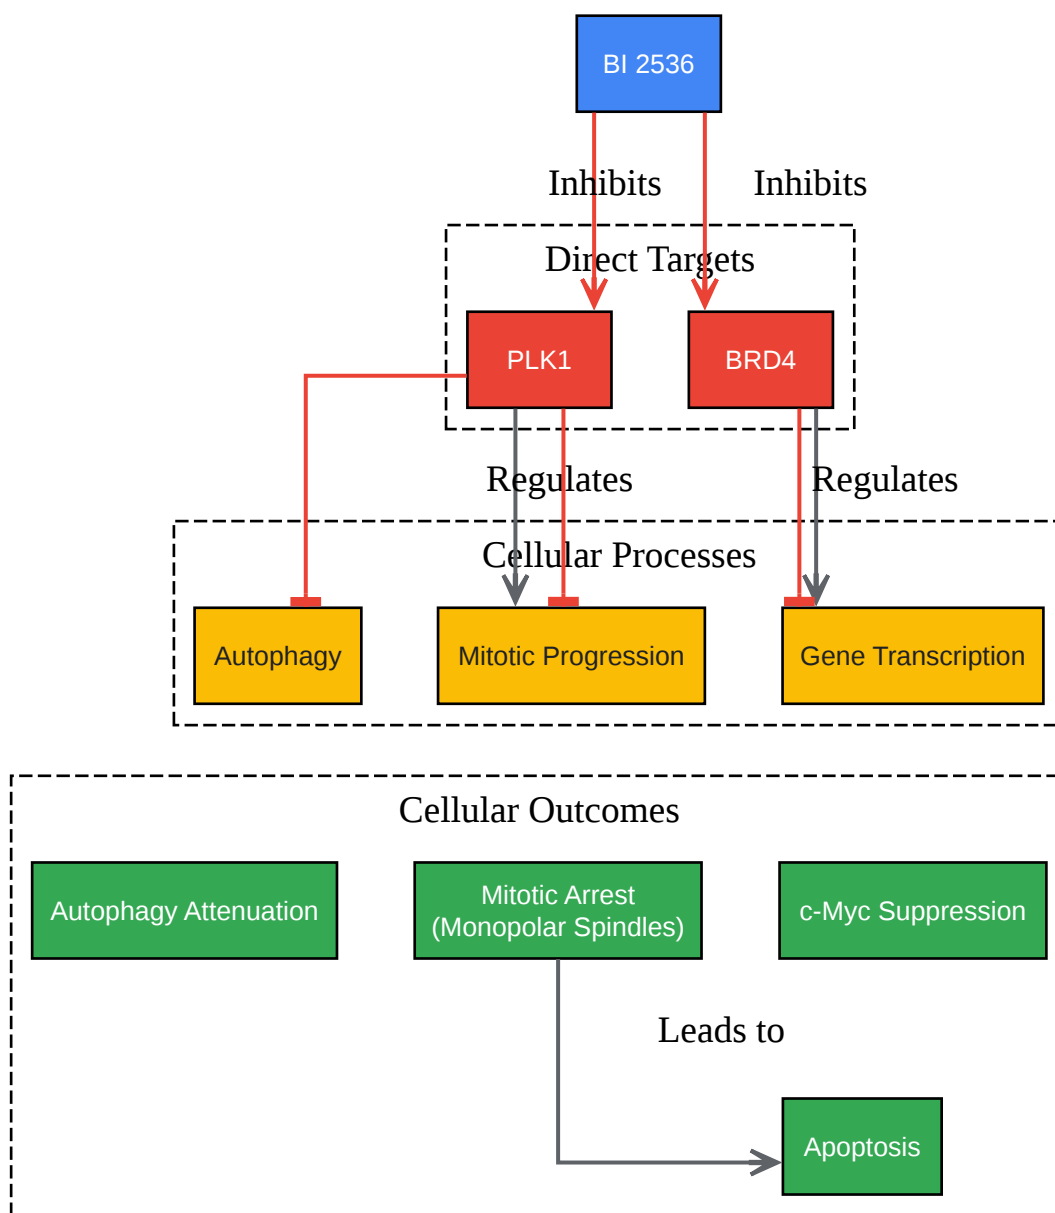 BI 2536
Inhibits
Inhibits
Direct Targets
PLK1
BRD4
Regulates
Regulates
Cellular Processes
Autophagy
Mitotic Progression
Gene Transcription
Cellular Outcomes
Autophagy Attenuation
Mitotic Arrest
(Monopolar Spindles)
c-Myc Suppression
Leads to
Apoptosis